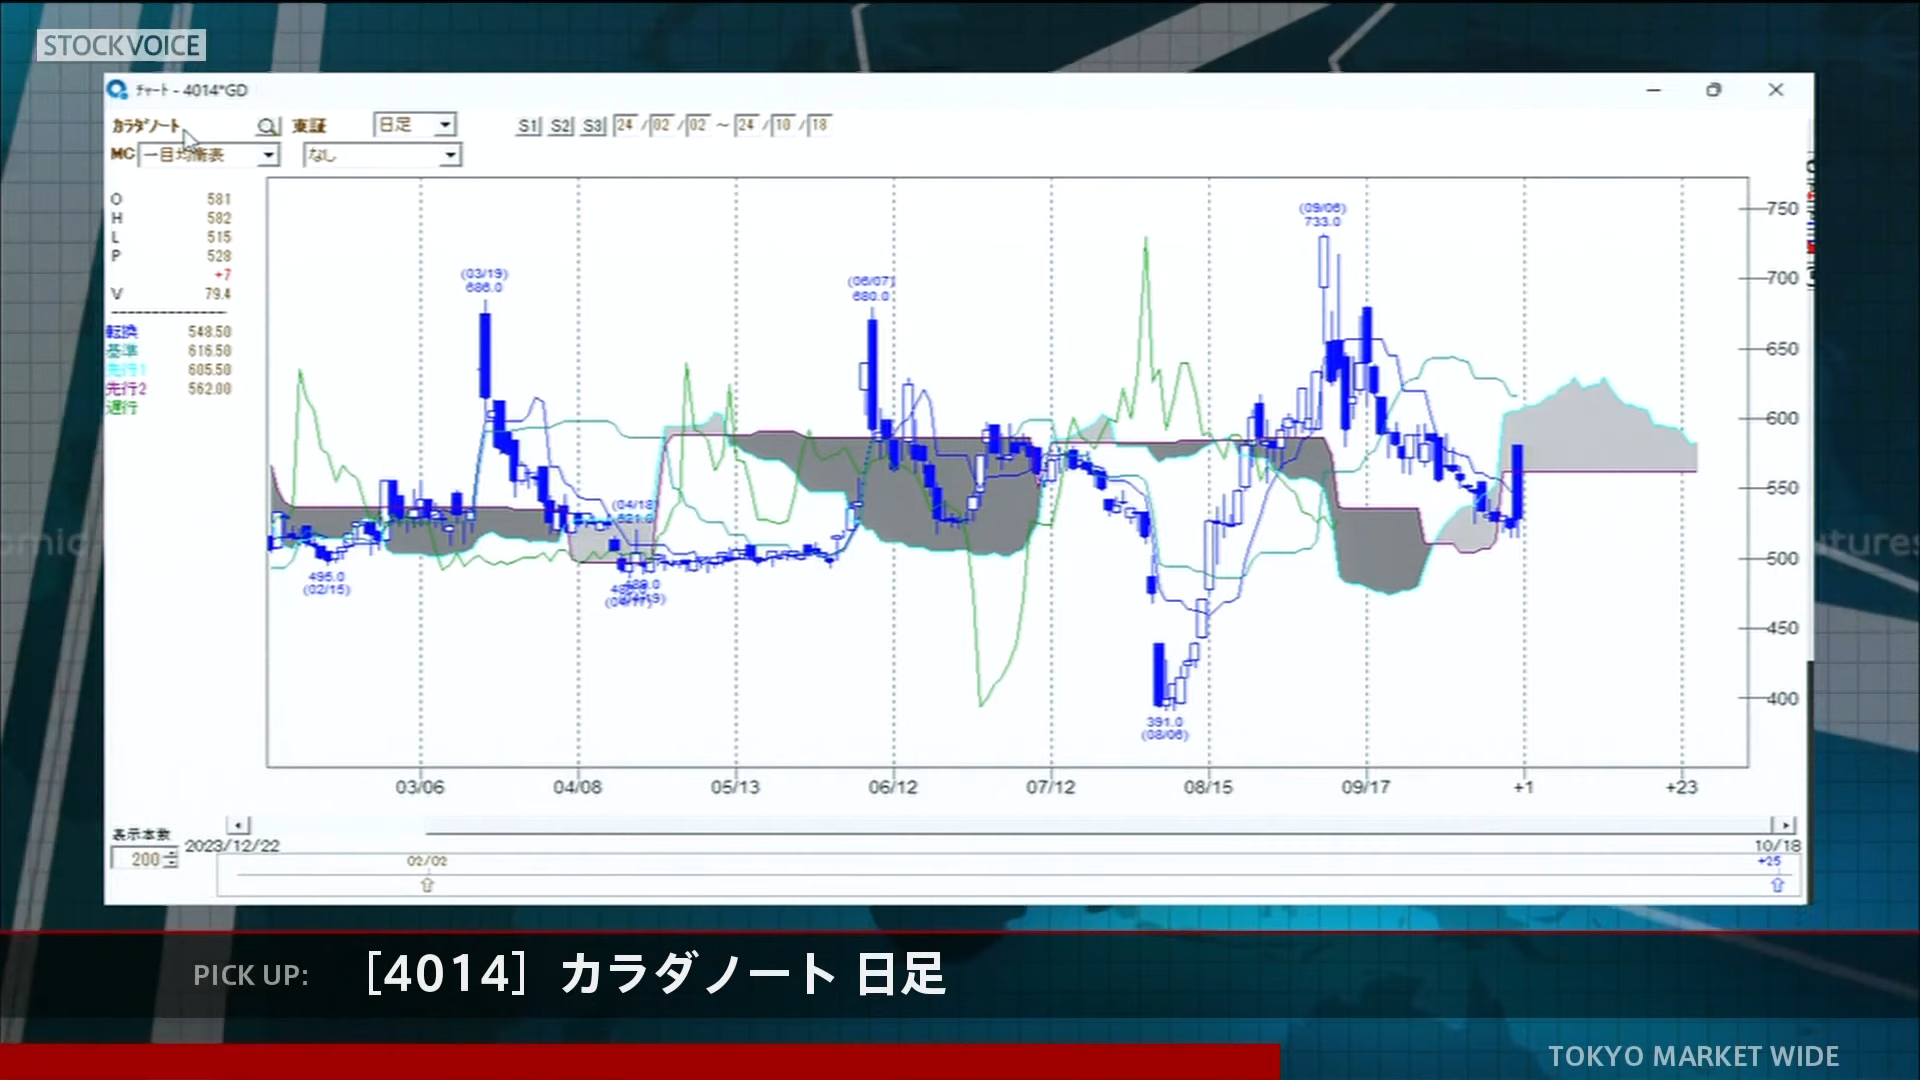 STOCKVOICE
チャート - 4014*GD
カラダノート 東証 日足 S1 S2 S3 24/02/02 ～ 24/10/18
MC 一目均衡表 なし
O 581
H 582
L 515
P 528
+7
V 79.4
転換 548.50
基準 616.50
先行1 605.50
先行2 562.00
遅行
(09/06)
733.0
(03/19)
686.0
(06/07)
680.0
(04/18)
521.0
495.0
(02/15)
391.0
(08/06)
750
700
650
600
550
500
450
400
03/06 04/08 05/13 06/12 07/12 08/15 09/17 +1 +23
表示本数
200
2023/12/22 10/18
02/02 +25
PICK UP: [4014] カラダノート 日足
TOKYO MARKET WIDE